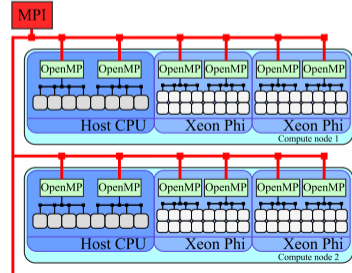 MPI
OpenMP OpenMP OpenMP OpenMP OpenMP OpenMP
Host CPU Xeon Phi Xeon Phi
Compute node 1
OpenMP OpenMP OpenMP OpenMP OpenMP OpenMP
Host CPU Xeon Phi Xeon Phi
Compute node 2